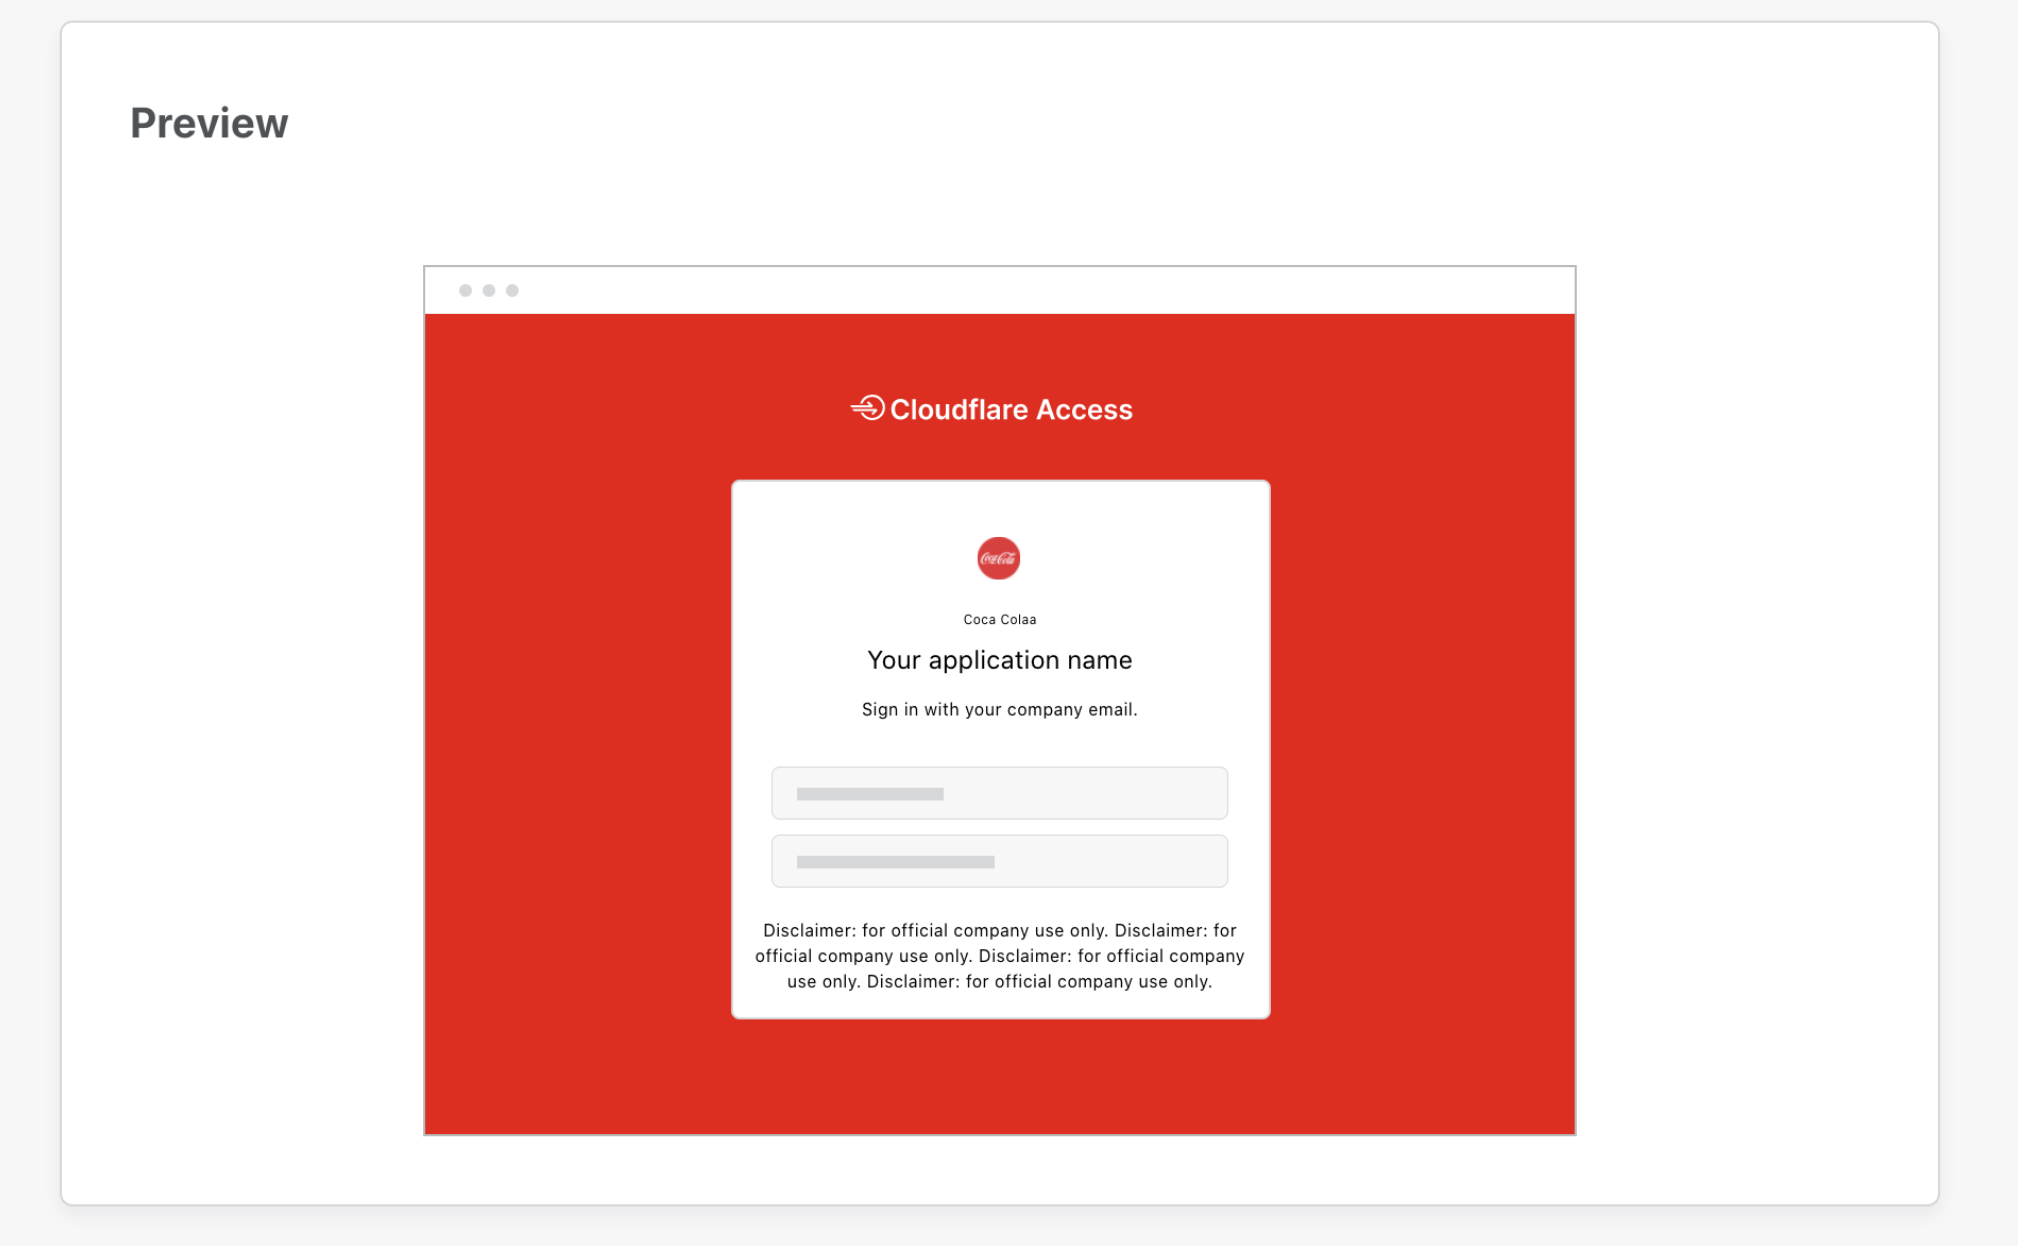 Preview
Cloudflare Access
Coca-Cola
Coca Colaa
Your application name
Sign in with your company email.
Disclaimer: for official company use only. Disclaimer: for
official company use only. Disclaimer: for official company
use only. Disclaimer: for official company use only.